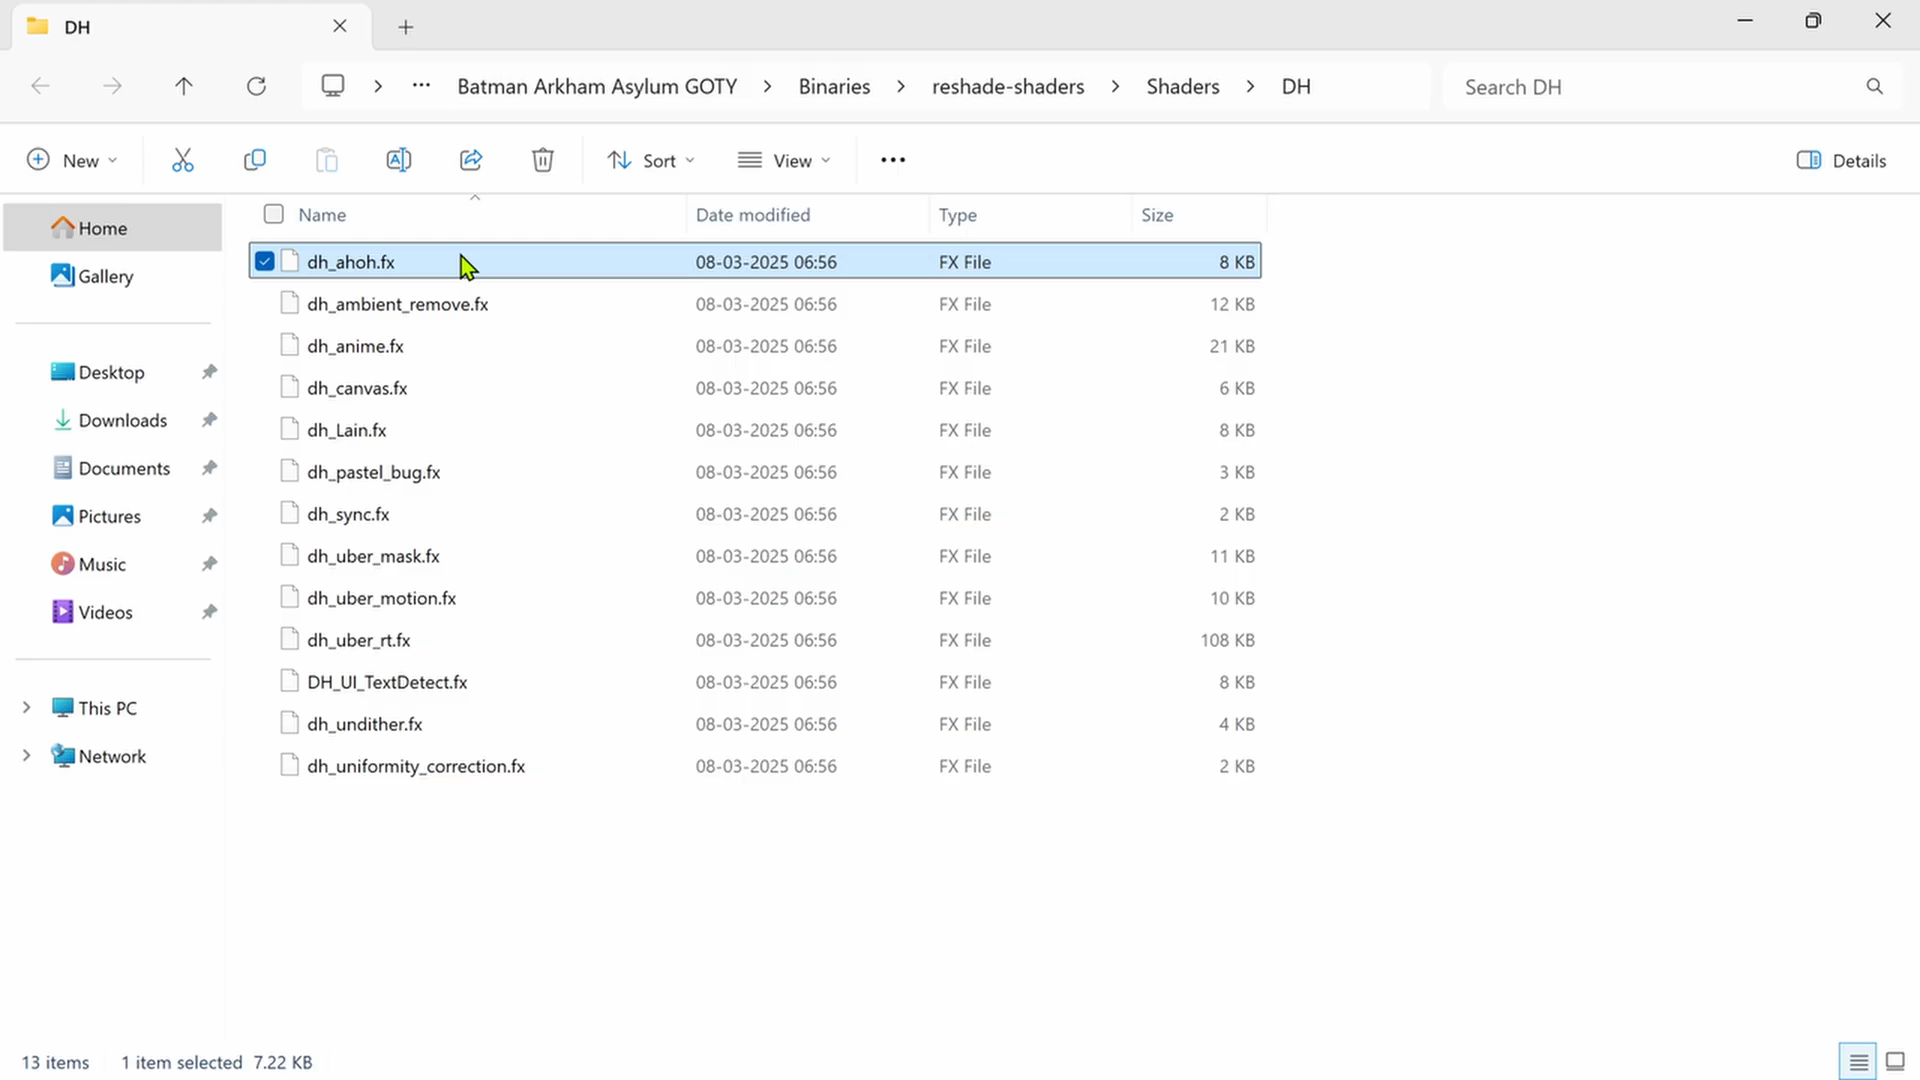 DH
Batman Arkham Asylum GOTY
Binaries
reshade-shaders
Shaders
DH
Search DH
New
Sort
View
Details
Name Date modified Type Size
Home
Gallery
Desktop
Downloads
Documents
Pictures
Music
Videos
This PC
Network
dh_ahoh.fx 08-03-2025 06:56 FX File 8 KB
dh_ambient_remove.fx 08-03-2025 06:56 FX File 12 KB
dh_anime.fx 08-03-2025 06:56 FX File 21 KB
dh_canvas.fx 08-03-2025 06:56 FX File 6 KB
dh_Lain.fx 08-03-2025 06:56 FX File 8 KB
dh_pastel_bug.fx 08-03-2025 06:56 FX File 3 KB
dh_sync.fx 08-03-2025 06:56 FX File 2 KB
dh_uber_mask.fx 08-03-2025 06:56 FX File 11 KB
dh_uber_motion.fx 08-03-2025 06:56 FX File 10 KB
dh_uber_rt.fx 08-03-2025 06:56 FX File 108 KB
DH_UI_TextDetect.fx 08-03-2025 06:56 FX File 8 KB
dh_undither.fx 08-03-2025 06:56 FX File 4 KB
dh_uniformity_correction.fx 08-03-2025 06:56 FX File 2 KB
13 items 1 item selected 7.22 KB